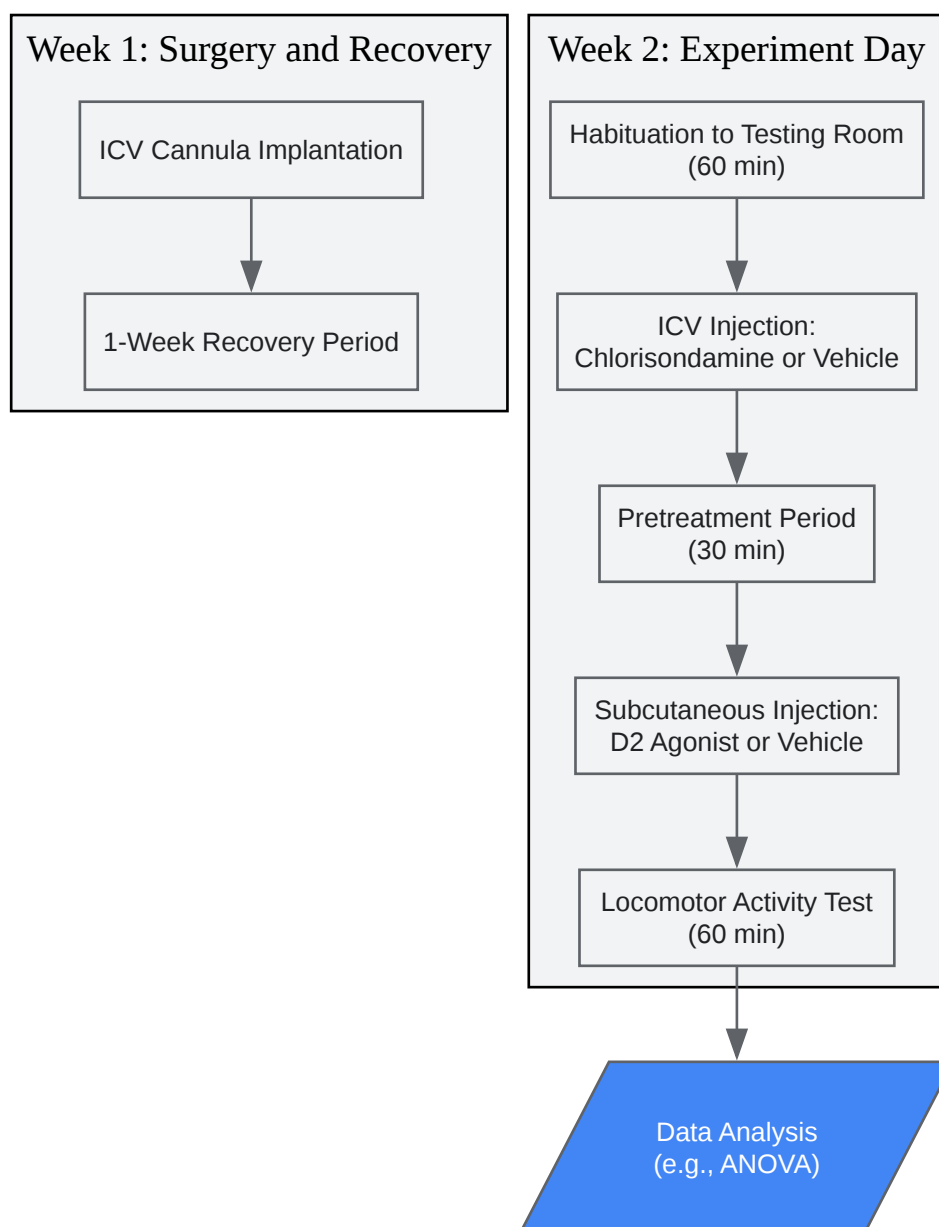 Week 1: Surgery and Recovery
ICV Cannula Implantation
1-Week Recovery Period
Week 2: Experiment Day
Habituation to Testing Room
(60 min)
ICV Injection:
Chlorisondamine or Vehicle
Pretreatment Period
(30 min)
Subcutaneous Injection:
D2 Agonist or Vehicle
Locomotor Activity Test
(60 min)
Data Analysis
(e.g., ANOVA)